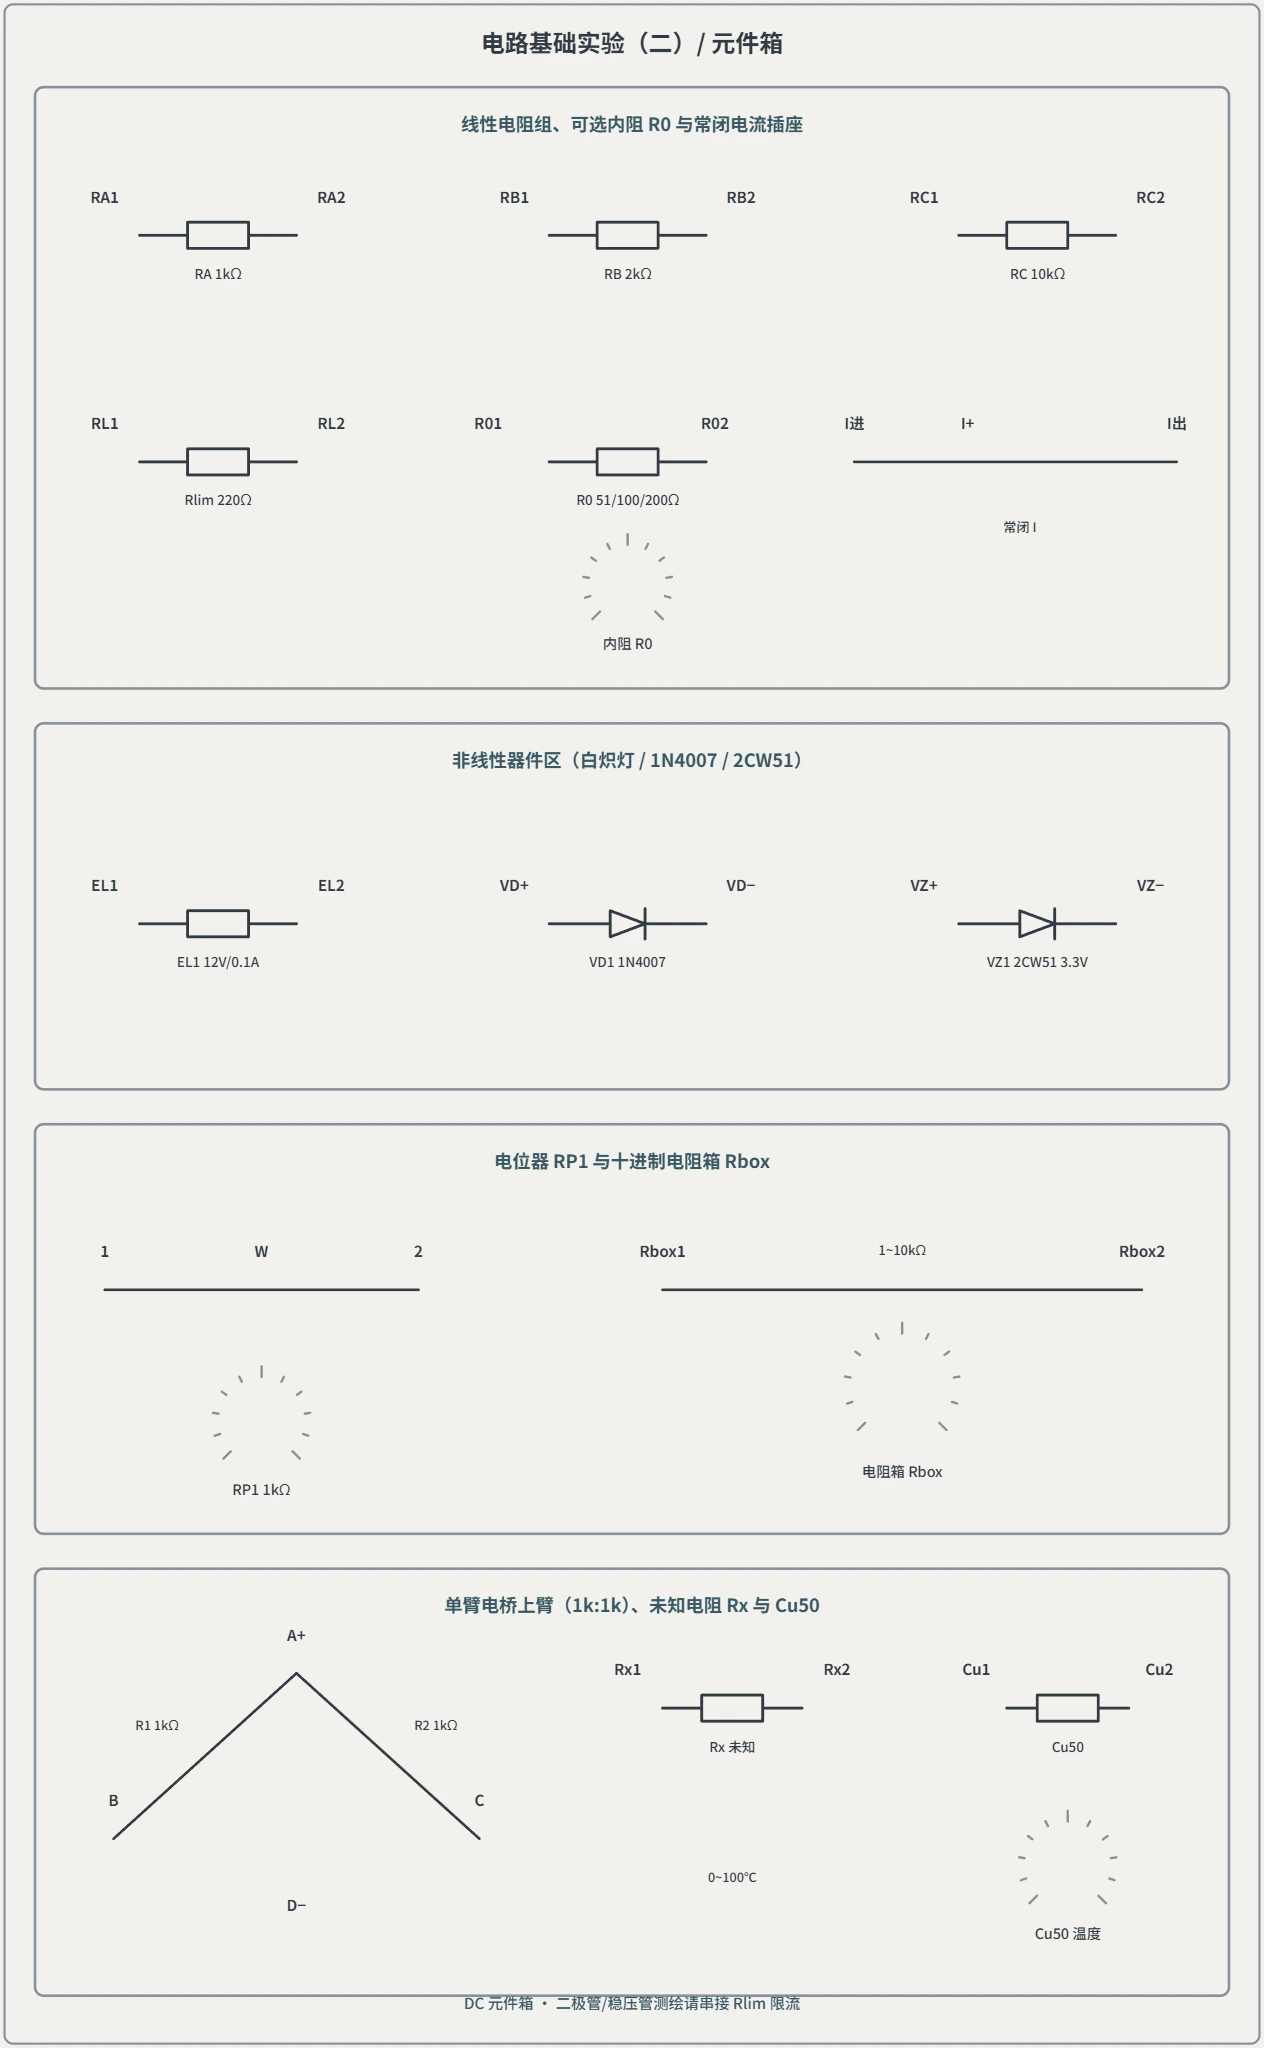 电路基础实验（二）/ 元件箱
线性电阻组、可选内阻 R0 与常闭电流插座
RA1 RA2 RB1 RB2 RC1 RC2
RA 1kΩ RB 2kΩ RC 10kΩ
RL1 RL2 R01 R02 I进 I+ I出
Rlim 220Ω R0 51/100/200Ω
常闭 I
内阻 R0
非线性器件区（白炽灯 / 1N4007 / 2CW51）
EL1 EL2 VD+ VD− VZ+ VZ−
EL1 12V/0.1A VD1 1N4007 VZ1 2CW51 3.3V
电位器 RP1 与十进制电阻箱 Rbox
1 W 2 Rbox1 1~10kΩ Rbox2
电阻箱 Rbox
RP1 1kΩ
单臂电桥上臂（1k:1k）、未知电阻 Rx 与 Cu50
A+
Rx1 Rx2 Cu1 Cu2
R1 1kΩ R2 1kΩ
Rx 未知 Cu50
B C
0~100℃
D−
Cu50 温度
DC 元件箱 · 二极管/稳压管测绘请串接 Rlim 限流